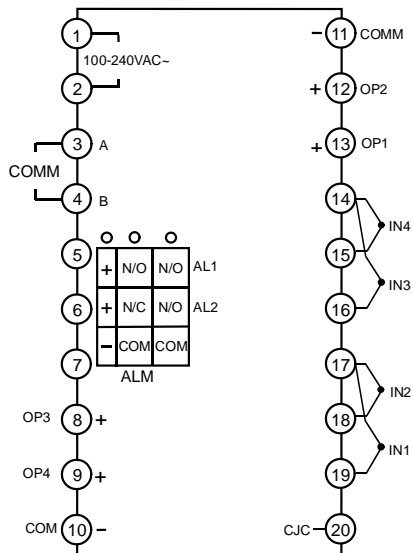 1
100-240VAC~
2
3 A
COMM
4 B
5
6
7
+ N/O N/O AL1
+ N/C N/O AL2
− COM COM
ALM
OP3 8 +
OP4 9 +
COM 10 −
− 11 COMM
+ 12 OP2
+ 13 OP1
14
IN4
15
IN3
16
17
IN2
18
IN1
19
CJC 20